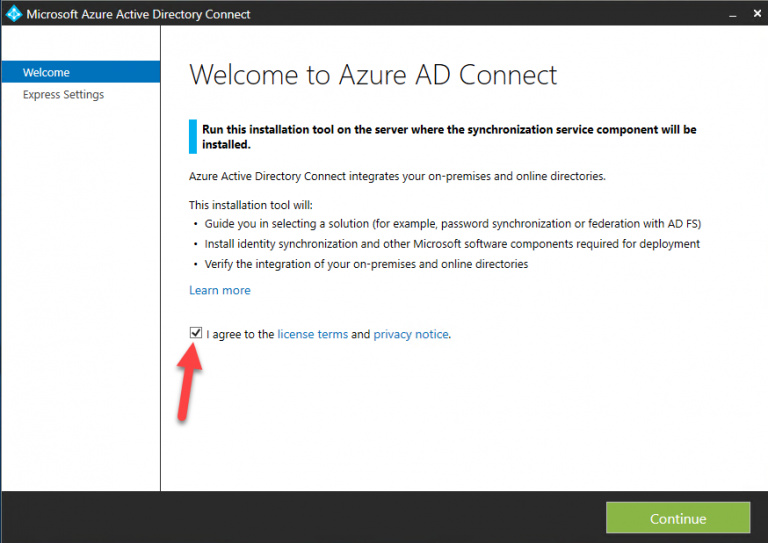 Microsoft Azure Active Directory Connect
Welcome
Express Settings
Welcome to Azure AD Connect
Run this installation tool on the server where the synchronization service component will be
installed.
Azure Active Directory Connect integrates your on-premises and online directories.
This installation tool will:
• Guide you in selecting a solution (for example, password synchronization or federation with AD FS)
• Install identity synchronization and other Microsoft software components required for deployment
• Verify the integration of your on-premises and online directories
Learn more
I agree to the license terms and privacy notice.
Continue